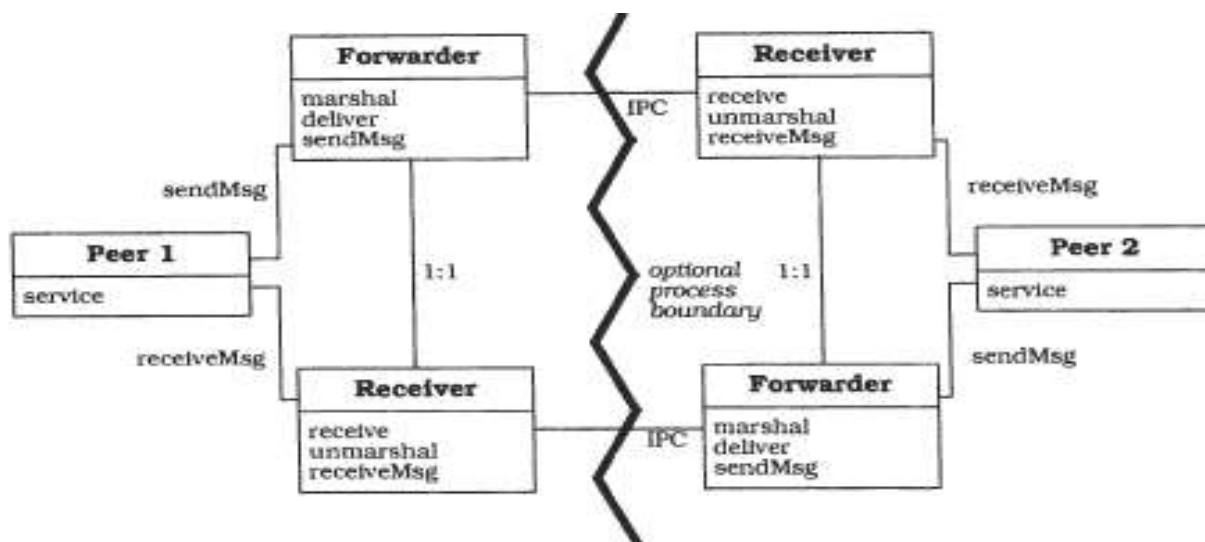 Forwarder
marshal
deliver
sendMsg
IPC
Receiver
receive
unmarshal
receiveMsg
sendMsg
receiveMsg
Peer 1
service
1:1
optional
process
boundary
1:1
Peer 2
service
receiveMsg
sendMsg
Receiver
receive
unmarshal
receiveMsg
IPC
Forwarder
marshal
deliver
sendMsg